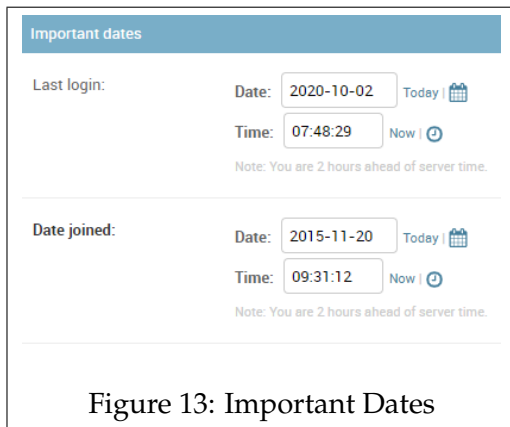 Important dates
Last login:
Date: 2020-10-02 Today |
Time: 07:48:29 Now |
Note: You are 2 hours ahead of server time.
Date joined:
Date: 2015-11-20 Today |
Time: 09:31:12 Now |
Note: You are 2 hours ahead of server time.
Figure 13: Important Dates